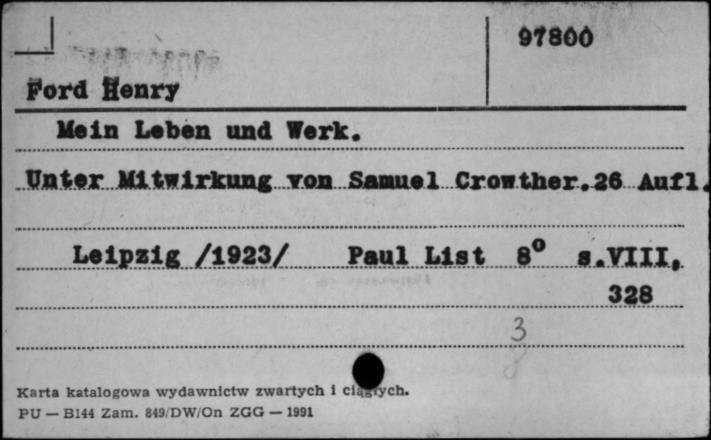 97800
Ford Henry
Mein Leben und Werk.
Unter Mitwirkung von Samuel Crowther.26 Aufl.
Leipzig /1923/ Paul List 8° s.VIII,
328
3
Karta katalogowa wydawnictw zwartych i ciągłych.
PU — B144 Zam. 849/DW/On ZGG — 1991